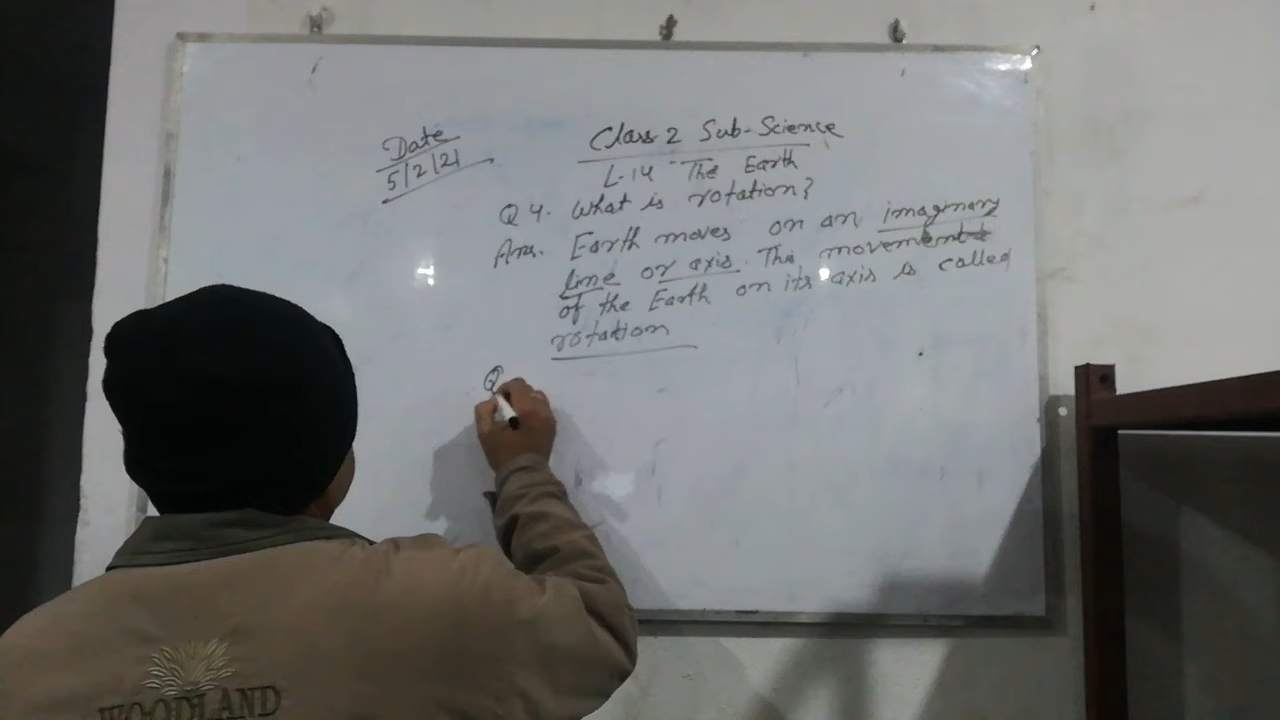 Date
5/2/21
Class 2 Sub-Science
L-14 "The Earth
Q 4. What is rotation?
Ans. Earth moves on an imaginary
line or axis. This movement
of the Earth on its axis is called
rotation
Q
WOODLAND